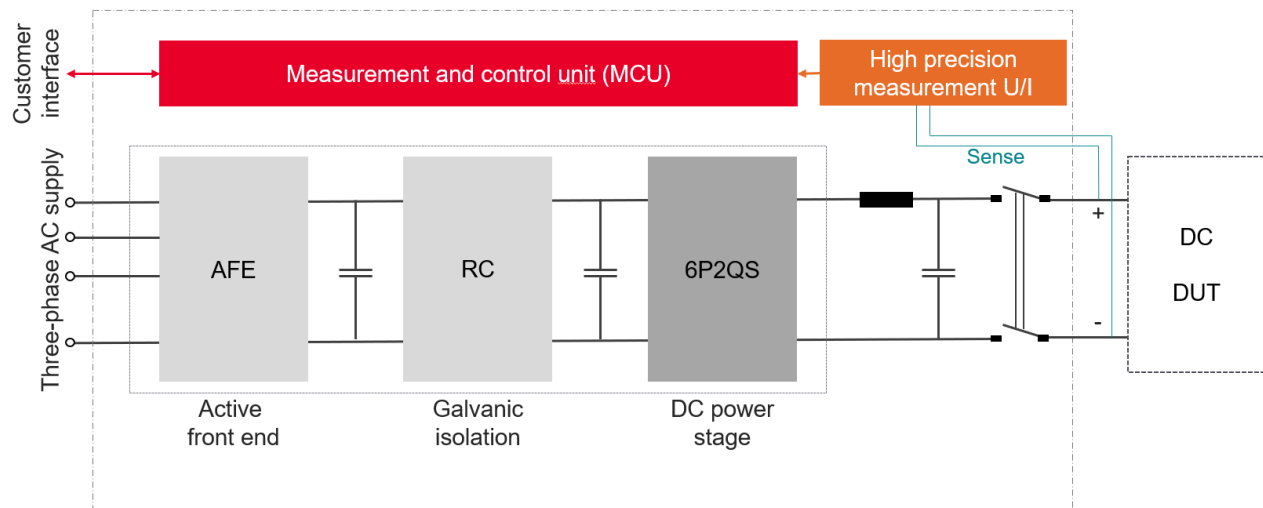 Customer
interface
Measurement and control unit (MCU)
High precision
measurement U/I
Sense
Three-phase AC supply
AFE
RC
6P2QS
+
-
DC
DUT
Active
front end
Galvanic
isolation
DC power
stage